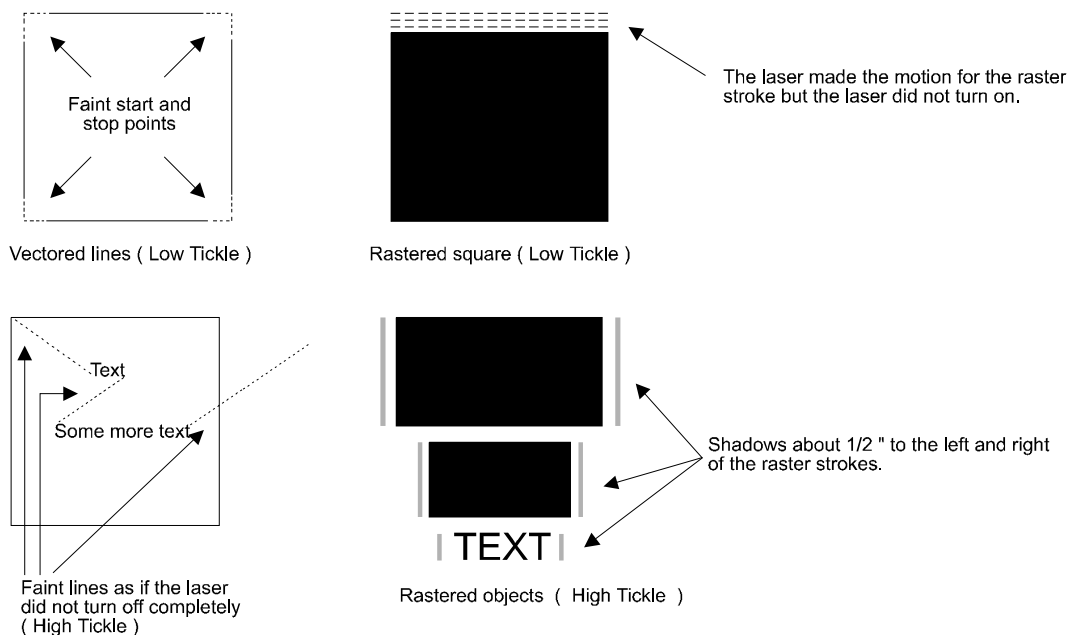 Faint start and
stop points
Vectored lines ( Low Tickle )
The laser made the motion for the raster
stroke but the laser did not turn on.
Rastered square ( Low Tickle )
Text
Some more text
Faint lines as if the laser
did not turn off completely
( High Tickle )
TEXT
Shadows about 1/2 " to the left and right
of the raster strokes.
Rastered objects ( High Tickle )